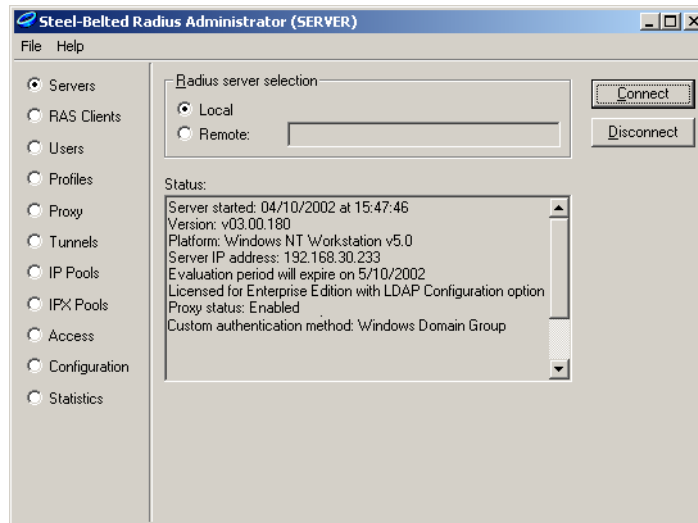 Steel-Belted Radius Administrator (SERVER)
File Help
Servers
RAS Clients
Users
Profiles
Proxy
Tunnels
IP Pools
IPX Pools
Access
Configuration
Statistics
Radius server selection
Local
Remote:
Connect
Disconnect
Status:
Server started: 04/10/2002 at 15:47:46
Version: v03.00.180
Platform: Windows NT Workstation v5.0
Server IP address: 192.168.30.233
Evaluation period will expire on 5/10/2002
Licensed for Enterprise Edition with LDAP Configuration option
Proxy status: Enabled
Custom authentication method: Windows Domain Group